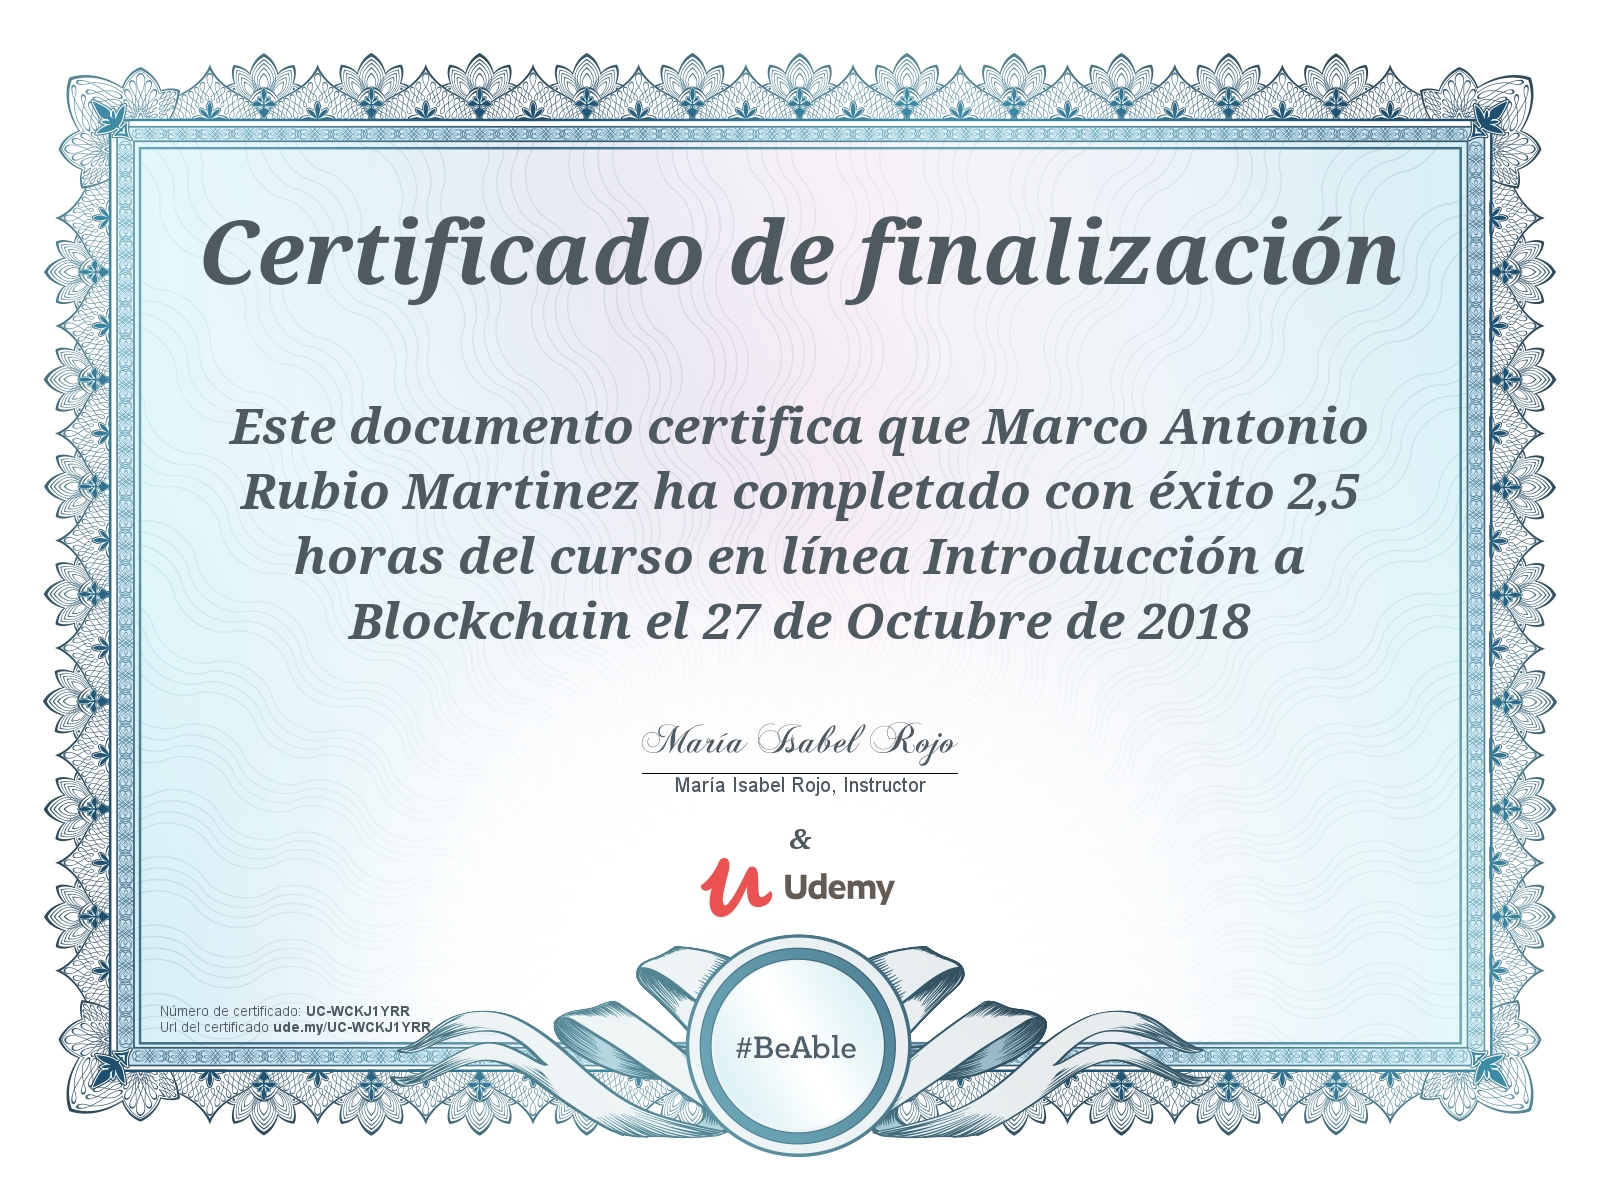 Certificado de finalización
Este documento certifica que Marco Antonio
Rubio Martinez ha completado con éxito 2,5
horas del curso en línea Introducción a
Blockchain el 27 de Octubre de 2018
María Isabel Rojo
María Isabel Rojo, Instructor
&
Udemy
Número de certificado: UC-WCKJ1YRR
Url del certificado ude.my/UC-WCKJ1YRR
#BeAble